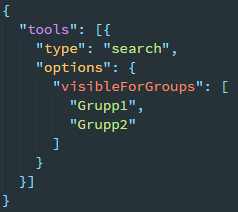 {
  "tools": [{
    "type": "search",
    "options": {
      "visibleForGroups": [
        "Grupp1",
        "Grupp2"
      ]
    }
  }]
}